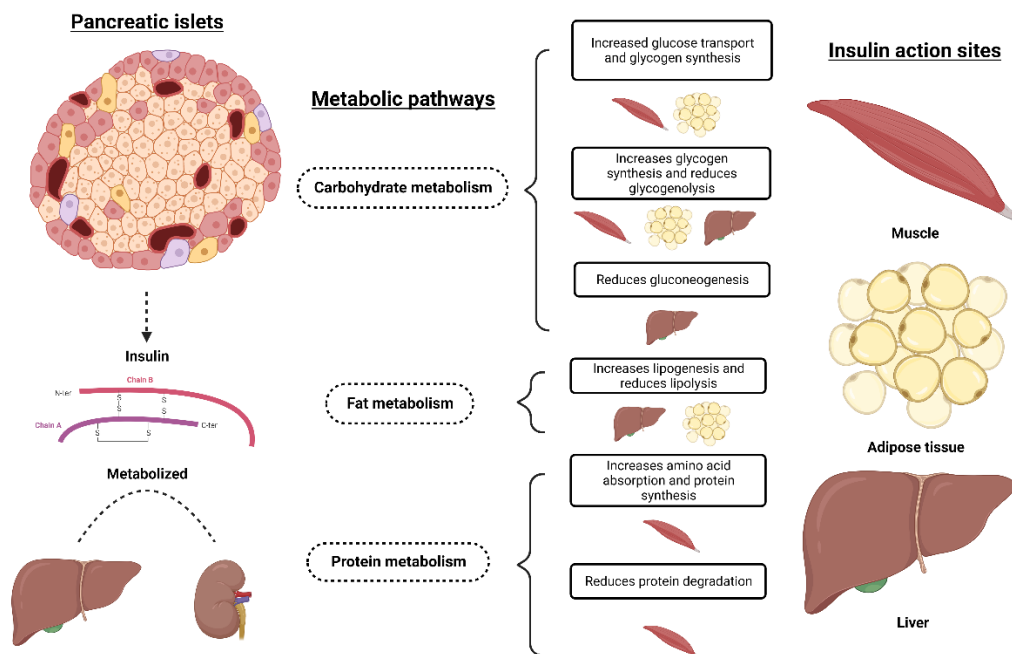 Pancreatic islets
Insulin
Chain B
N-ter
S
S
S
S
Chain A
S
S
C-ter
Metabolized
Metabolic pathways
Carbohydrate metabolism
Increased glucose transport
and glycogen synthesis
Increases glycogen
synthesis and reduces
glycogenolysis
Reduces gluconeogenesis
Fat metabolism
Increases lipogenesis and
reduces lipolysis
Protein metabolism
Increases amino acid
absorption and protein
synthesis
Reduces protein degradation
Insulin action sites
Muscle
Adipose tissue
Liver